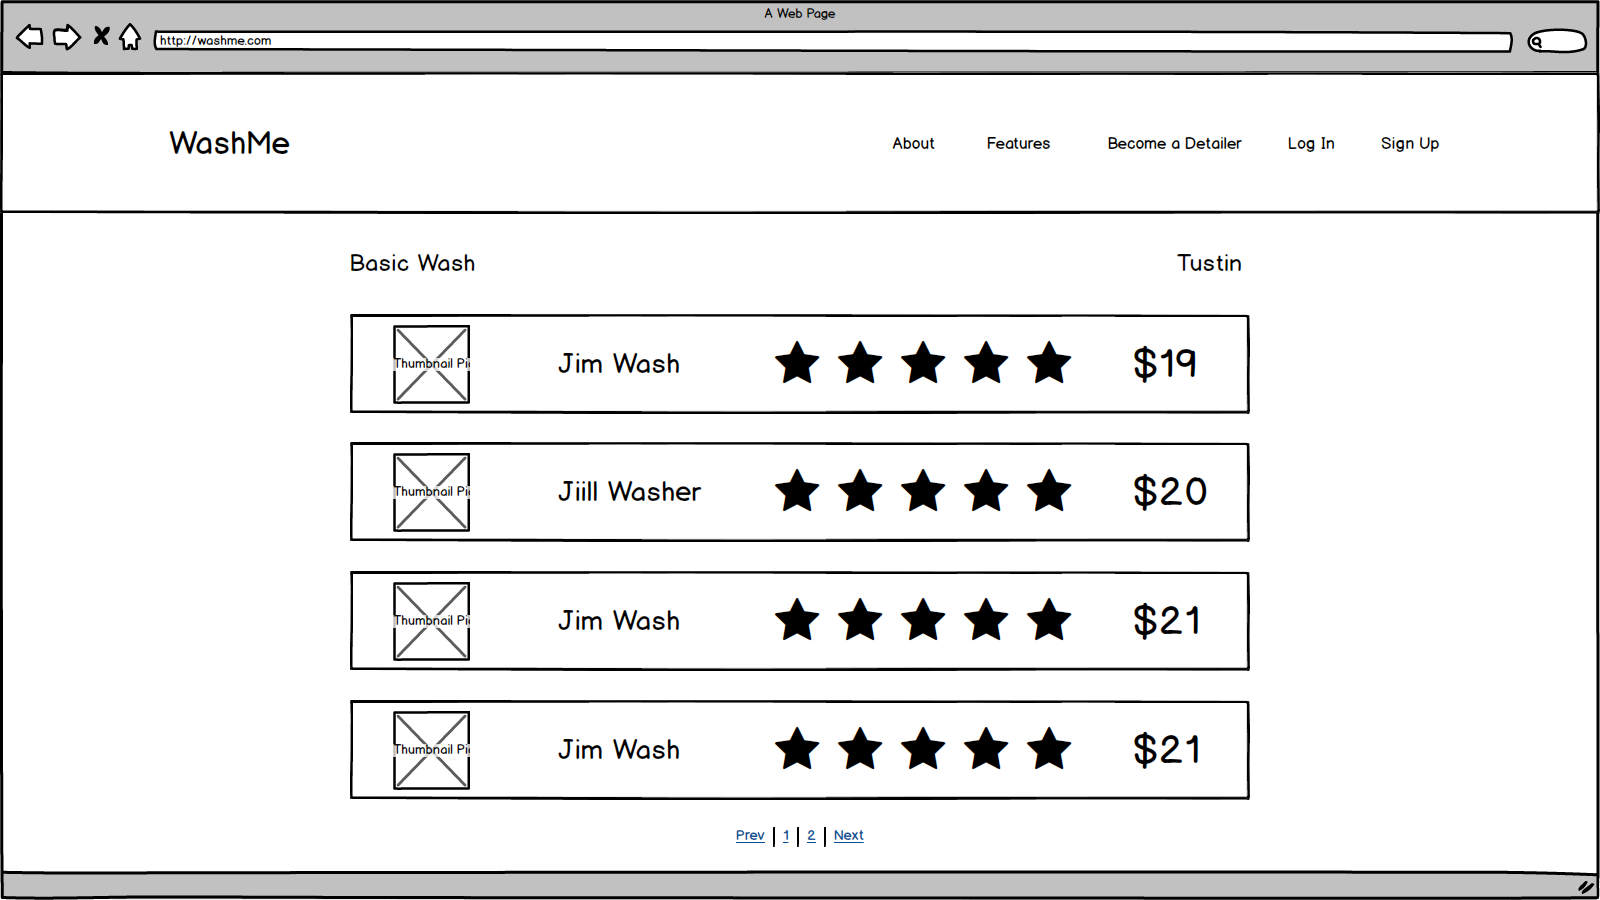 A Web Page
http://washme.com
WashMe
About Features Become a Detailer Log In Sign Up
Basic Wash Tustin
Thumbnail Pi Jim Wash $19
Thumbnail Pi Jiill Washer $20
Thumbnail Pi Jim Wash $21
Thumbnail Pi Jim Wash $21
Prev | 1 | 2 | Next